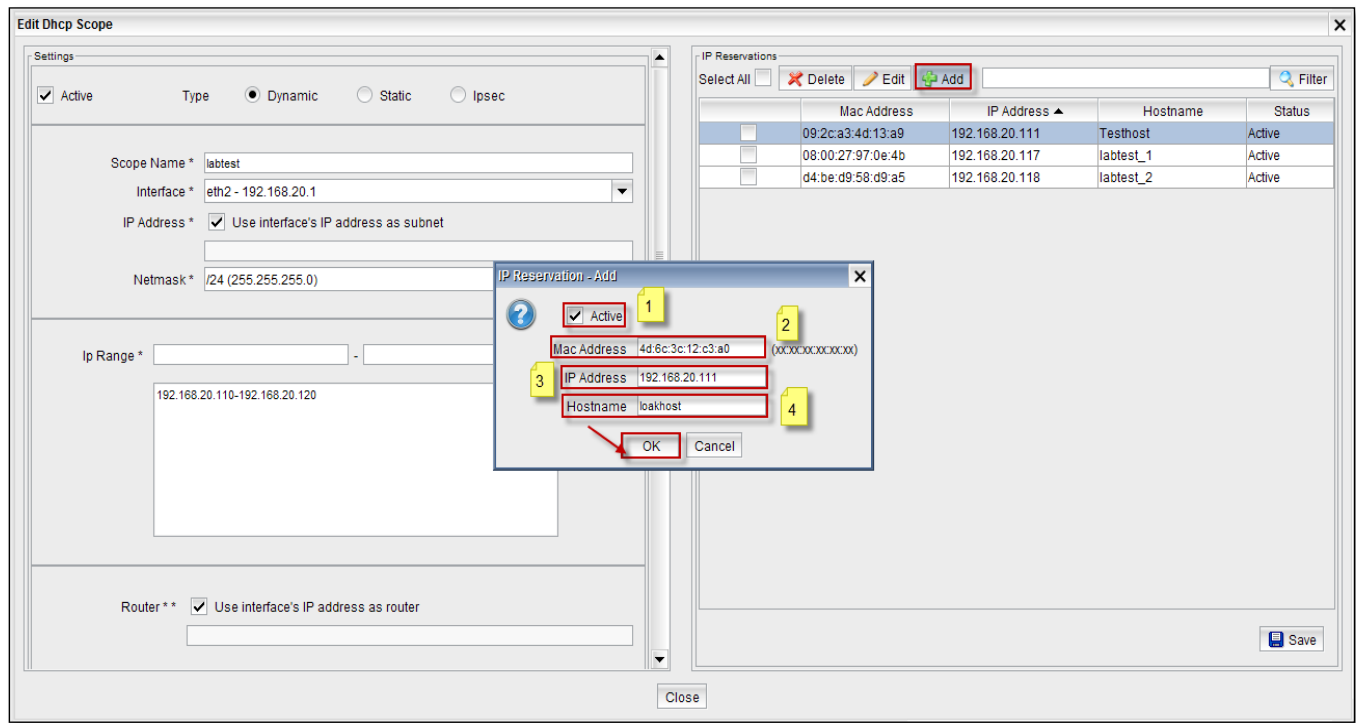 Edit Dhcp Scope
Settings
Active Type Dynamic Static Ipsec
Scope Name * labtest
Interface * eth2 - 192.168.20.1
IP Address * Use interface's IP address as subnet
Netmask * /24 (255.255.255.0)
Ip Range * -
192.168.20.110-192.168.20.120
Router * * Use interface's IP address as router
IP Reservations
Select All Delete Edit Add Filter
Mac Address IP Address Hostname Status
09:2c:a3:4d:13:a9 192.168.20.111 Testhost Active
08:00:27:97:0e:4b 192.168.20.117 labtest_1 Active
d4:be:d9:58:d9:a5 192.168.20.118 labtest_2 Active
IP Reservation - Add
Active 1
2
Mac Address 4d:6c:3c:12:c3:a0 (xx:xx:xx:xx:xx:xx)
3 IP Address 192.168.20.111
Hostname loakhost 4
OK Cancel
Save
Close